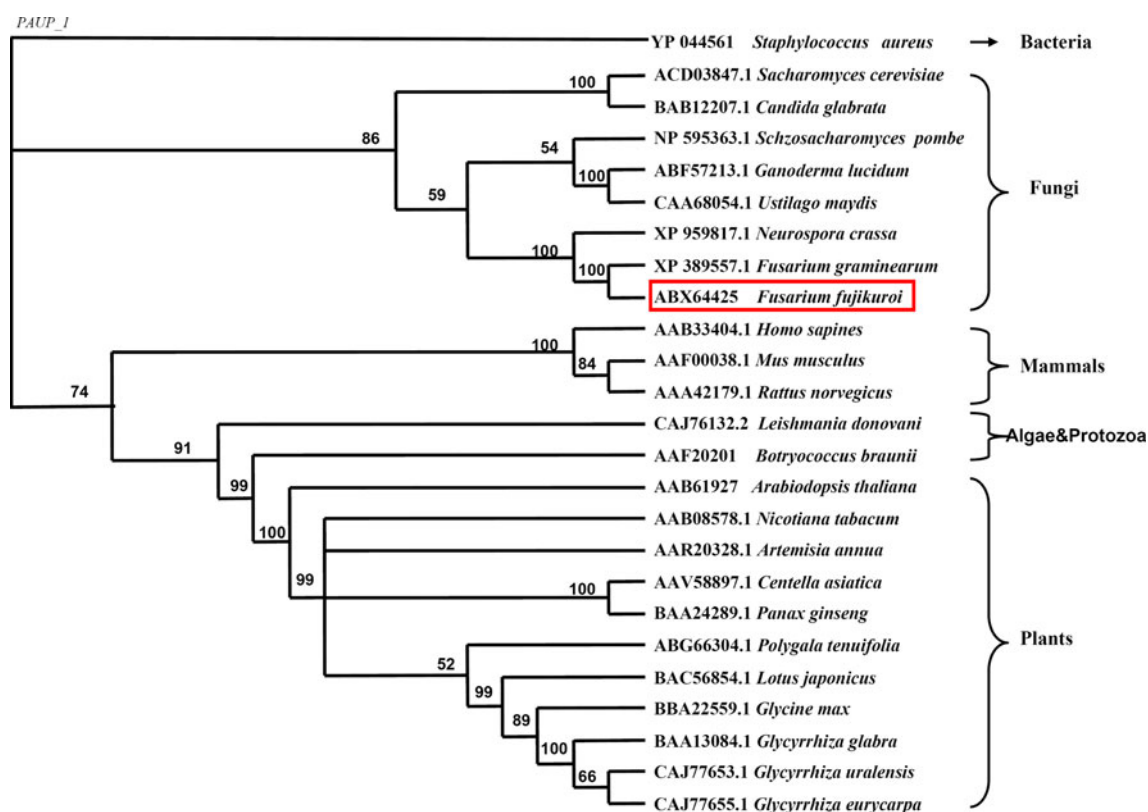 PAUP_1
YP 044561 Staphylococcus aureus → Bacteria
100 ACD03847.1 Sacharomyces cerevisiae
BAB12207.1 Candida glabrata
86 54 NP 595363.1 Schzosacharomyces pombe
100 ABF57213.1 Ganoderma lucidum
Fungi
59 CAA68054.1 Ustilago maydis
100 XP 959817.1 Neurospora crassa
100 XP 389557.1 Fusarium graminearum
ABX64425 Fusarium fujikuroi
100 AAB33404.1 Homo sapines
84 AAF00038.1 Mus musculus Mammals
74 AAA42179.1 Rattus norvegicus
91 CAJ76132.2 Leishmania donovani Algae&Protozoa
99 AAF20201 Botryococcus braunii
100 AAB61927 Arabiodopsis thaliana
AAB08578.1 Nicotiana tabacum
99 AAR20328.1 Artemisia annua
100 AAV58897.1 Centella asiatica
BAA24289.1 Panax ginseng
Plants
52 ABG66304.1 Polygala tenuifolia
99 BAC56854.1 Lotus japonicus
89 BBA22559.1 Glycine max
100 BAA13084.1 Glycyrrhiza glabra
66 CAJ77653.1 Glycyrrhiza uralensis
CAJ77655.1 Glycyrrhiza eurycarpa